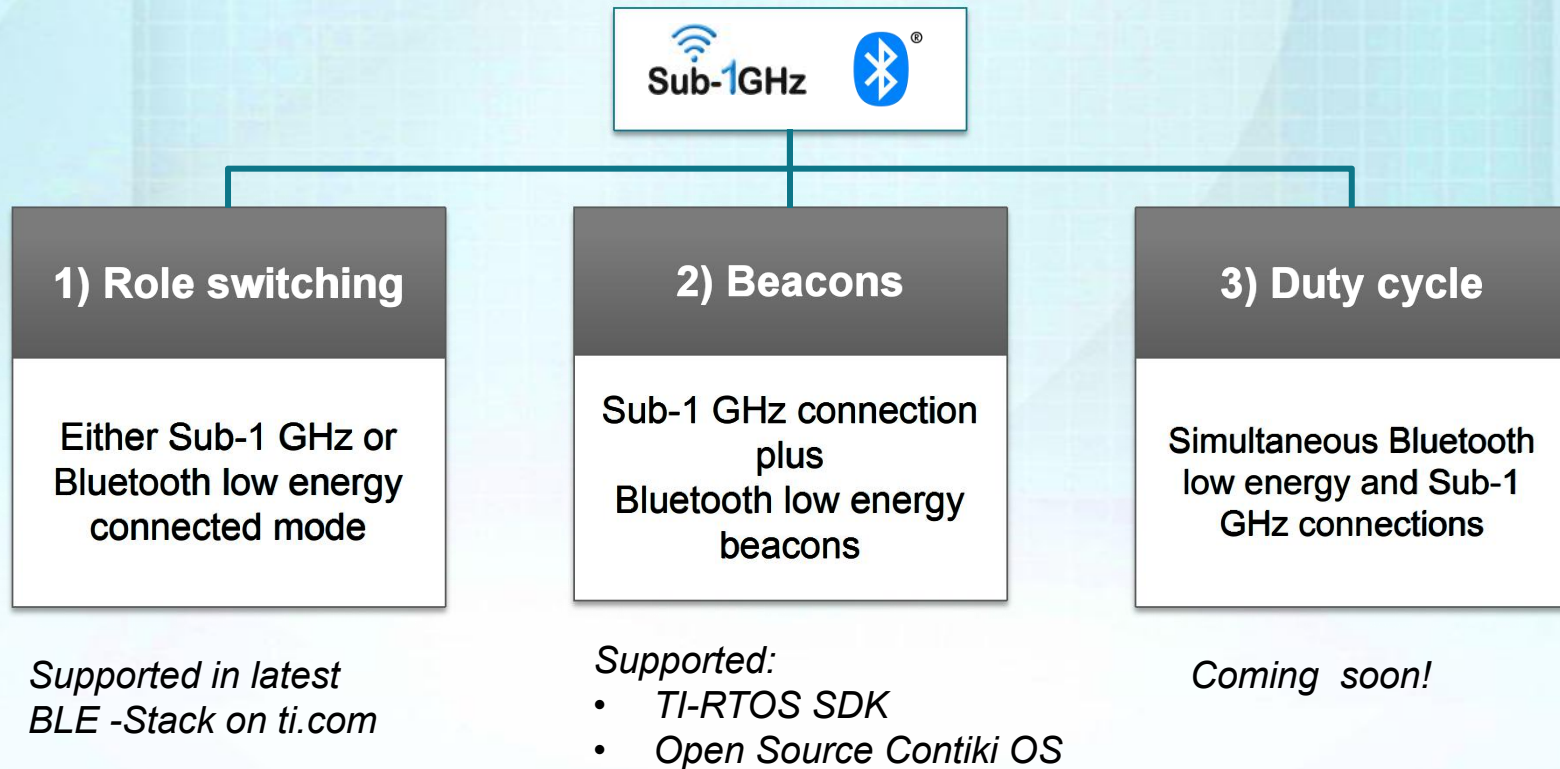 Sub-1GHz
®
1) Role switching
Either Sub-1 GHz or
Bluetooth low energy
connected mode
Supported in latest
BLE -Stack on ti.com
2) Beacons
Sub-1 GHz connection
plus
Bluetooth low energy
beacons
Supported:
• TI-RTOS SDK
• Open Source Contiki OS
3) Duty cycle
Simultaneous Bluetooth
low energy and Sub-1
GHz connections
Coming soon!